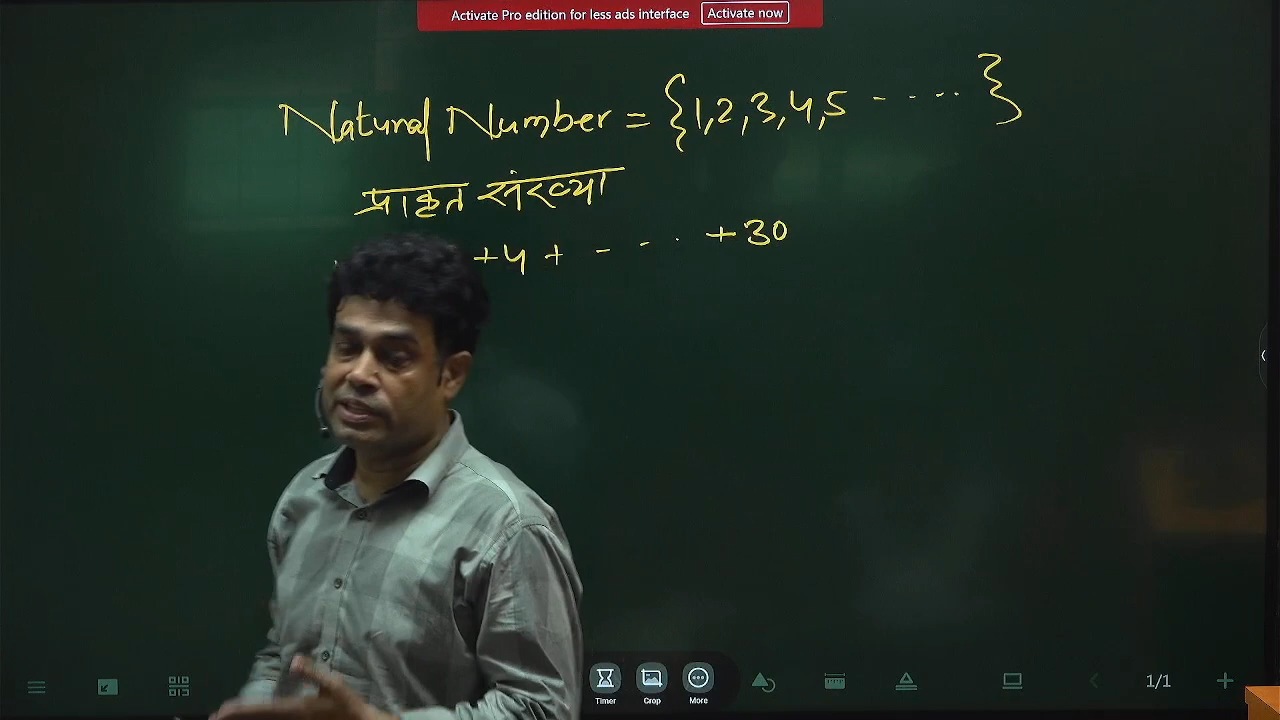 Activate Pro edition for less ads interface Activate now
Natural Number = {1,2,3,4,5 - - - - - }
प्राकृत संख्या
+4 + - - - +30
Timer Crop More
1/1